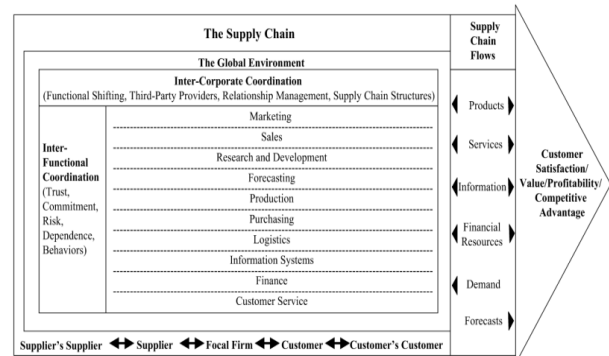 The Supply Chain
The Global Environment
Inter-Corporate Coordination
(Functional Shifting, Third-Party Providers, Relationship Management, Supply Chain Structures)
Inter-
Functional
Coordination
(Trust,
Commitment,
Risk,
Dependence,
Behaviors)
Marketing
Sales
Research and Development
Forecasting
Production
Purchasing
Logistics
Information Systems
Finance
Customer Service
Supplier's Supplier Supplier Focal Firm Customer Customer's Customer
Supply
Chain
Flows
Products
Services
Information
Financial
Resources
Demand
Forecasts
Customer
Satisfaction/
Value/Profitability/
Competitive
Advantage